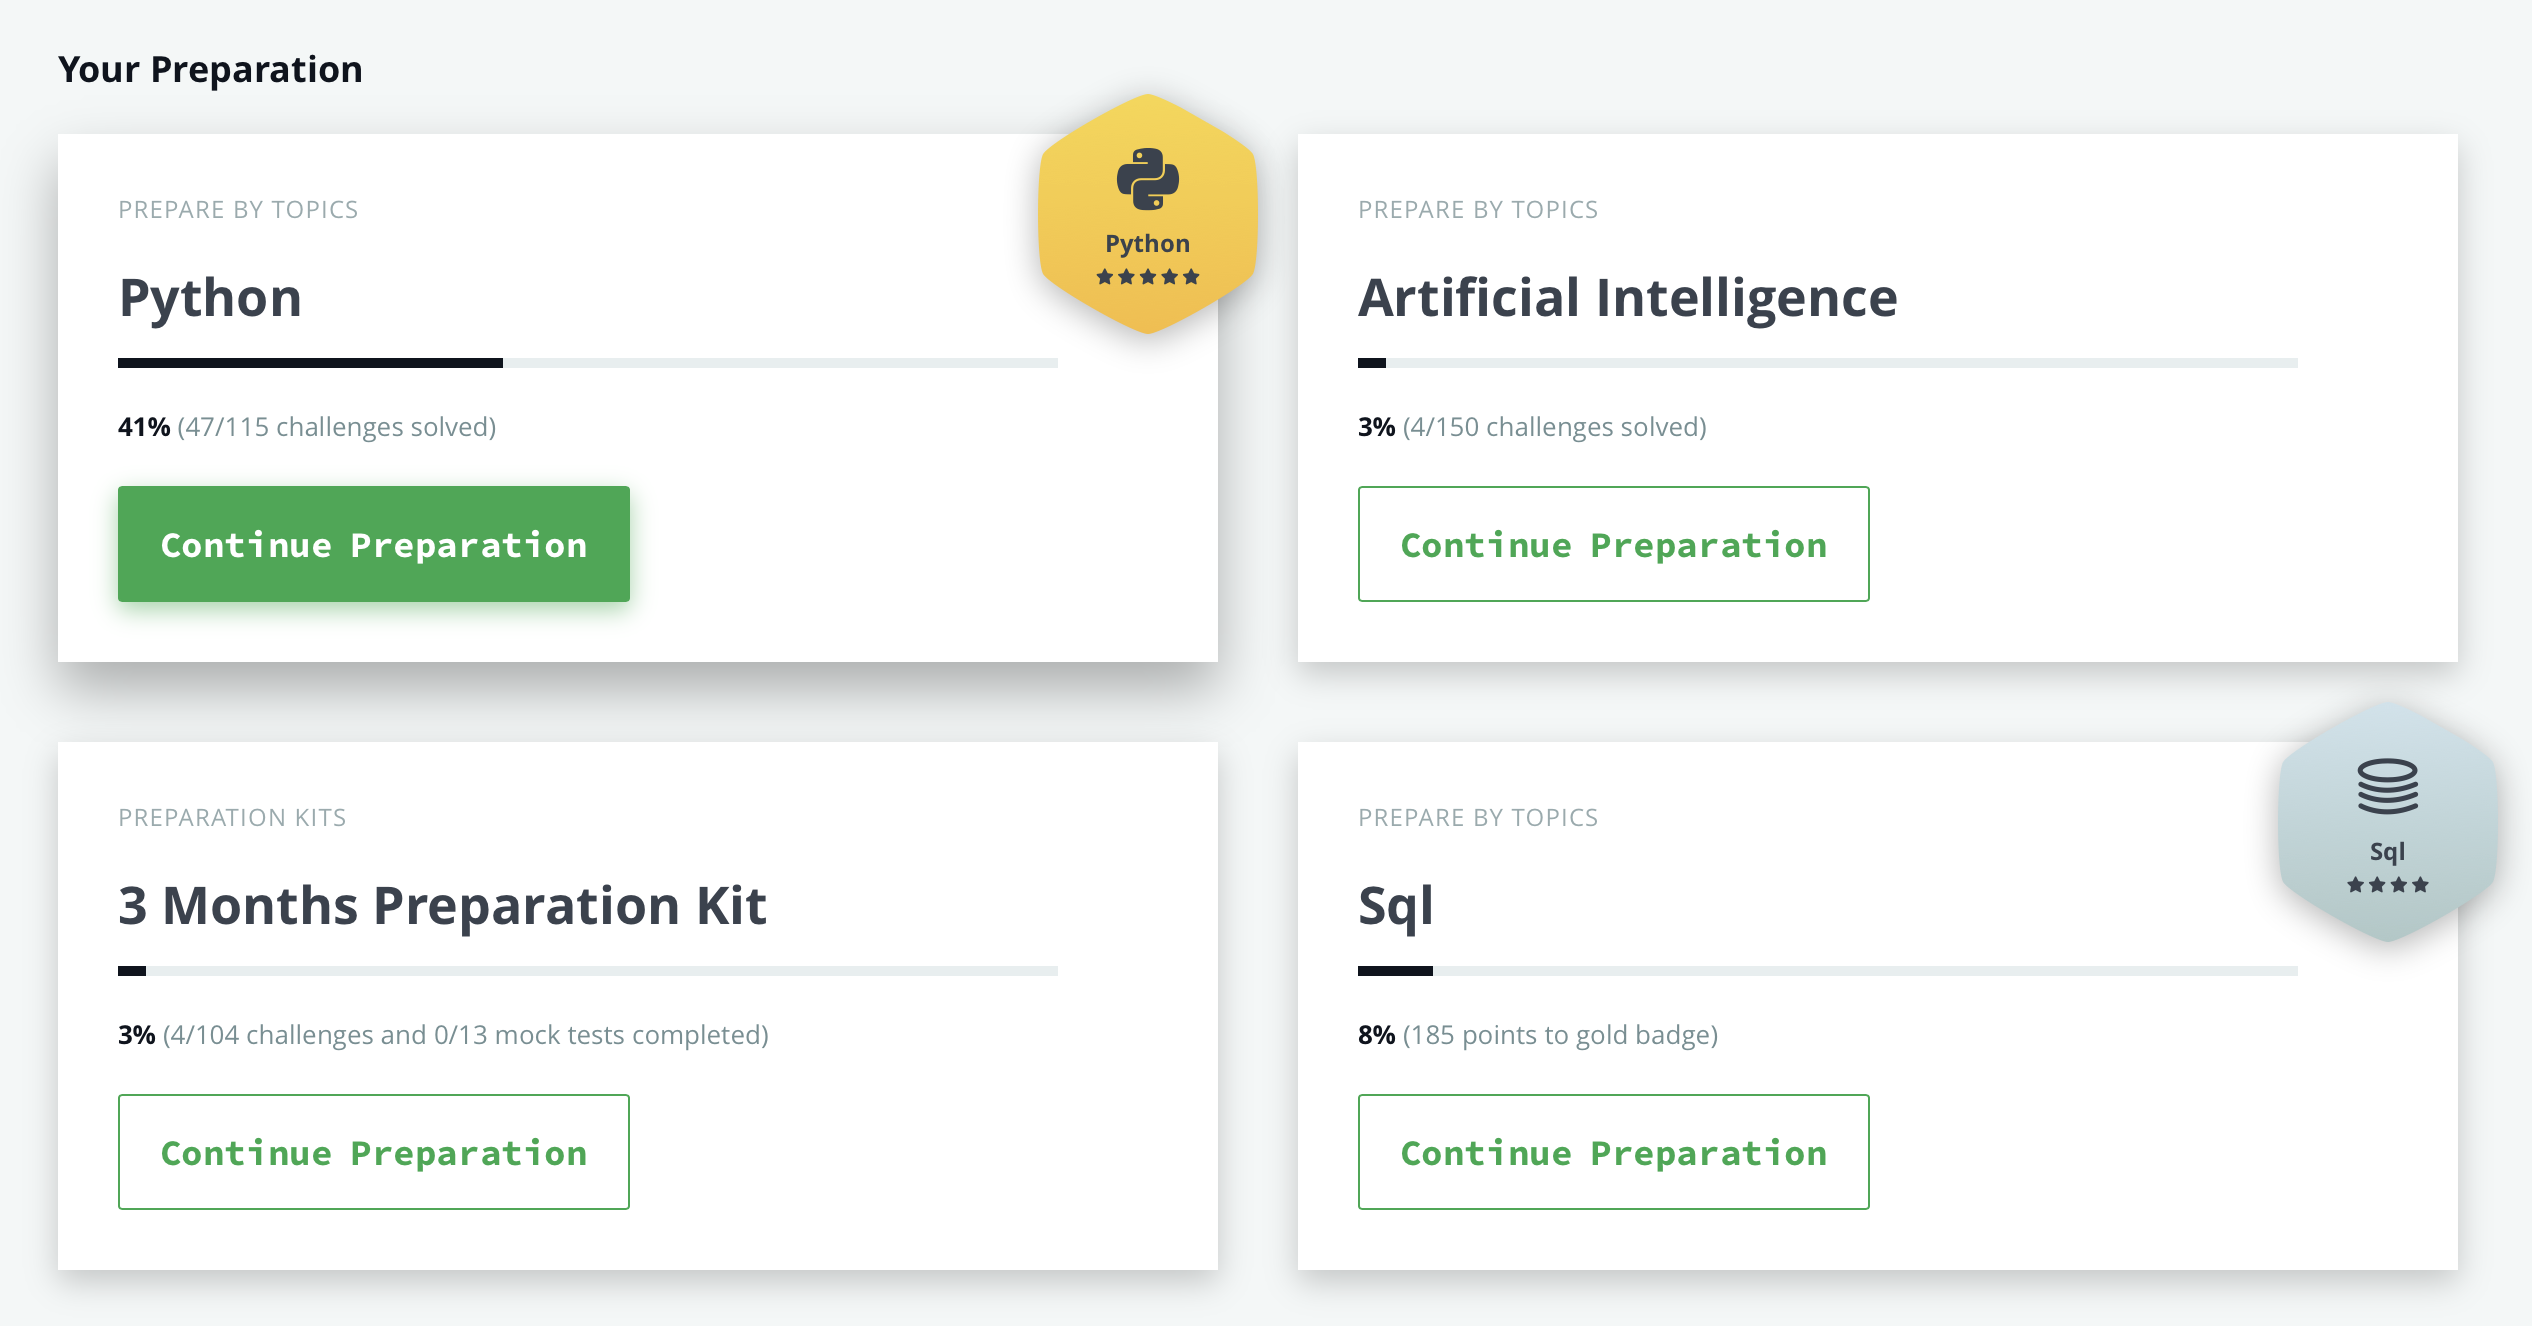 Your Preparation
PREPARE BY TOPICS
Python
41% (47/115 challenges solved)
Continue Preparation
Python
PREPARE BY TOPICS
Artificial Intelligence
3% (4/150 challenges solved)
Continue Preparation
PREPARATION KITS
3 Months Preparation Kit
3% (4/104 challenges and 0/13 mock tests completed)
Continue Preparation
PREPARE BY TOPICS
Sql
8% (185 points to gold badge)
Continue Preparation
Sql